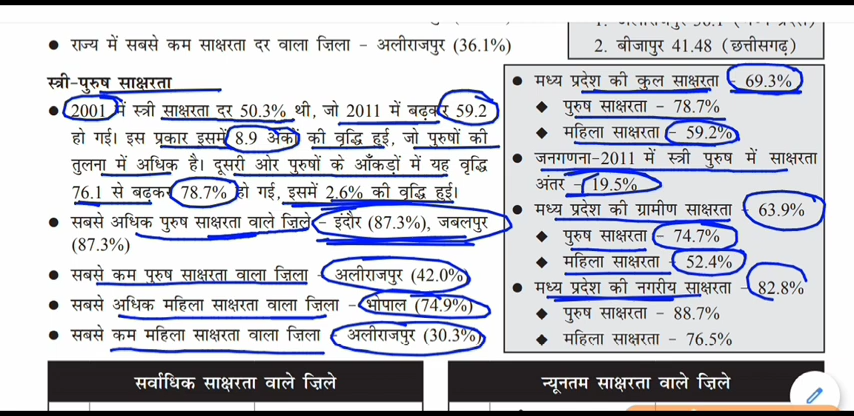 • राज्य में सबसे कम साक्षरता दर वाला ज़िला – अलीराजपुर (36.1%)
स्त्री-पुरुष साक्षरता
• 2001 में स्त्री साक्षरता दर 50.3% थी, जो 2011 में बढ़कर 59.2
हो गई। इस प्रकार इसमें 8.9 अंकों की वृद्धि हुई, जो पुरुषों की
तुलना में अधिक है। दूसरी ओर पुरुषों के आँकड़ों में यह वृद्धि
76.1 से बढ़कर 78.7% हो गई, इसमें 2.6% की वृद्धि हुई।
• सबसे अधिक पुरुष साक्षरता वाले ज़िले – इंदौर (87.3%), जबलपुर
(87.3%)
• सबसे कम पुरुष साक्षरता वाला ज़िला – अलीराजपुर (42.0%)
• सबसे अधिक महिला साक्षरता वाला ज़िला – भोपाल (74.9%)
• सबसे कम महिला साक्षरता वाला ज़िला – अलीराजपुर (30.3%)
2. बीजापुर 41.48 (छत्तीसगढ़)
• मध्य प्रदेश की कुल साक्षरता – 69.3%
◆ पुरुष साक्षरता – 78.7%
◆ महिला साक्षरता – 59.2%
• जनगणना-2011 में स्त्री पुरुष में साक्षरता
अंतर – 19.5%
• मध्य प्रदेश की ग्रामीण साक्षरता – 63.9%
◆ पुरुष साक्षरता – 74.7%
◆ महिला साक्षरता – 52.4%
• मध्य प्रदेश की नगरीय साक्षरता – 82.8%
◆ पुरुष साक्षरता – 88.7%
◆ महिला साक्षरता – 76.5%
सर्वाधिक साक्षरता वाले ज़िले
न्यूनतम साक्षरता वाले ज़िले